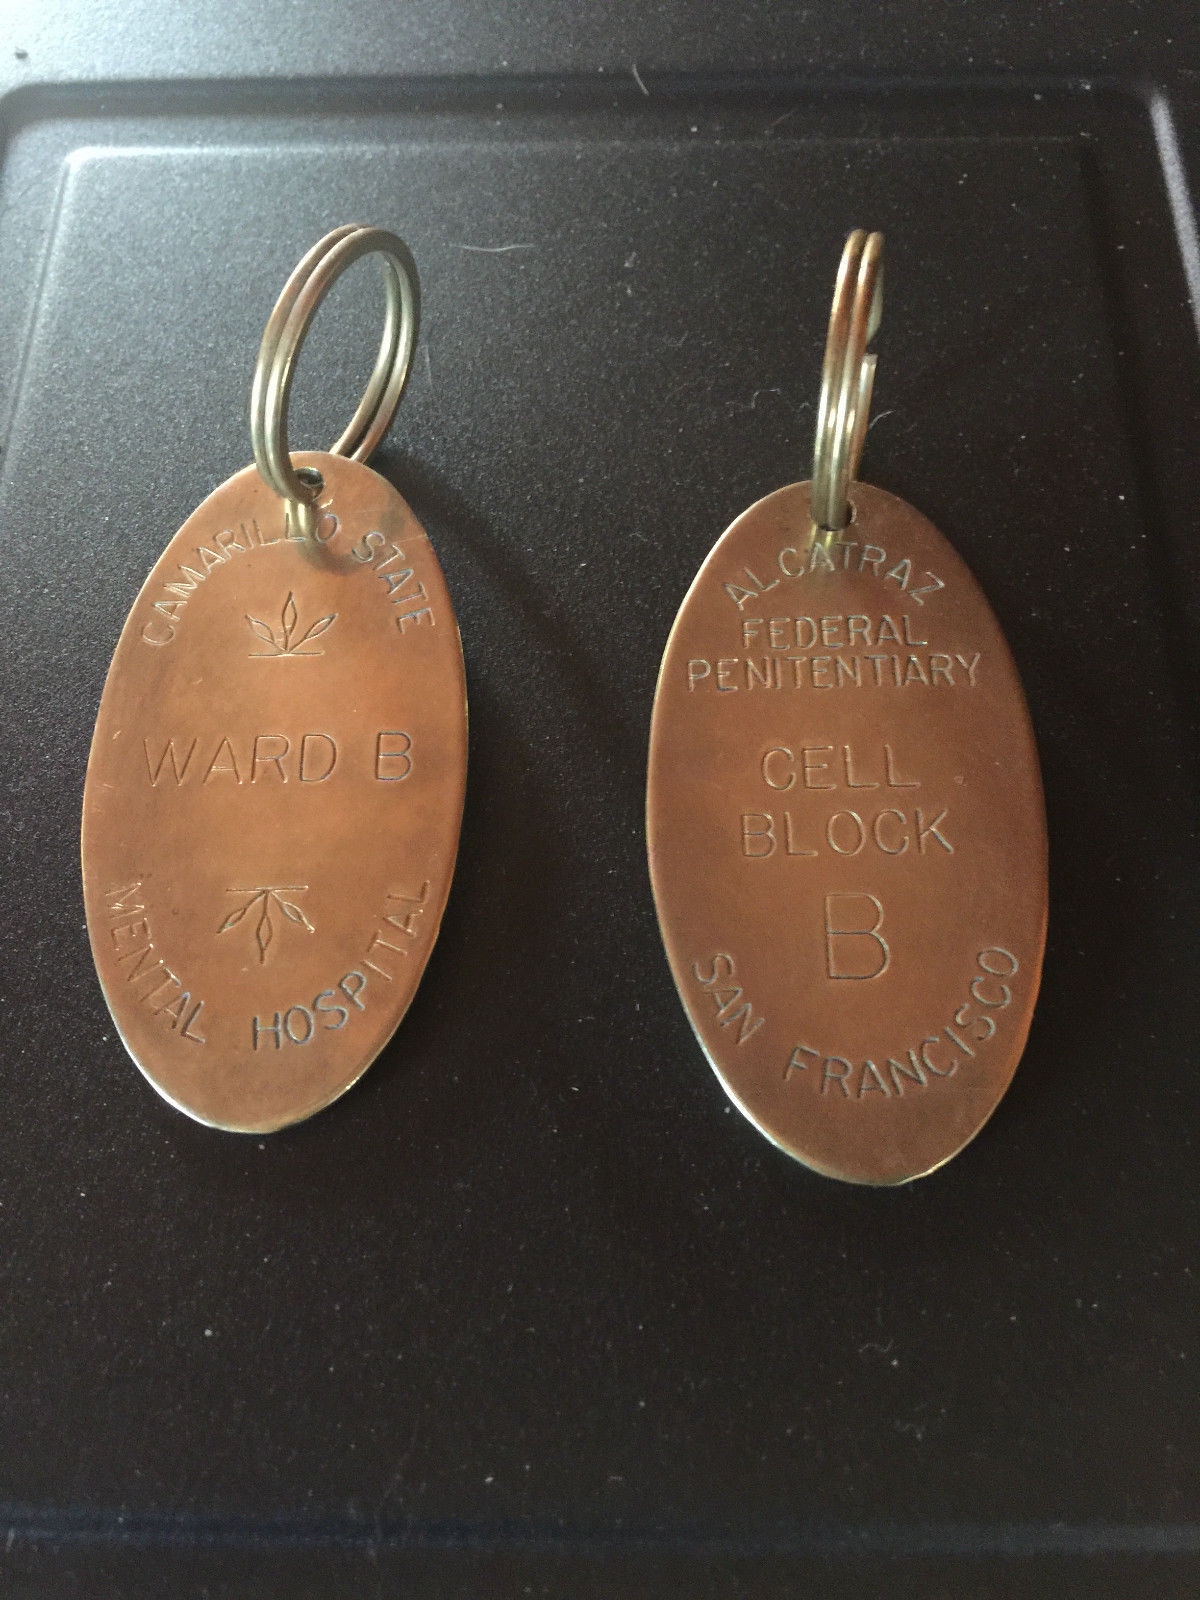 CAMARILLO STATE
WARD B
MENTAL HOSPITAL
ALCATRAZ
FEDERAL
PENITENTIARY
CELL
BLOCK
B
SAN FRANCISCO